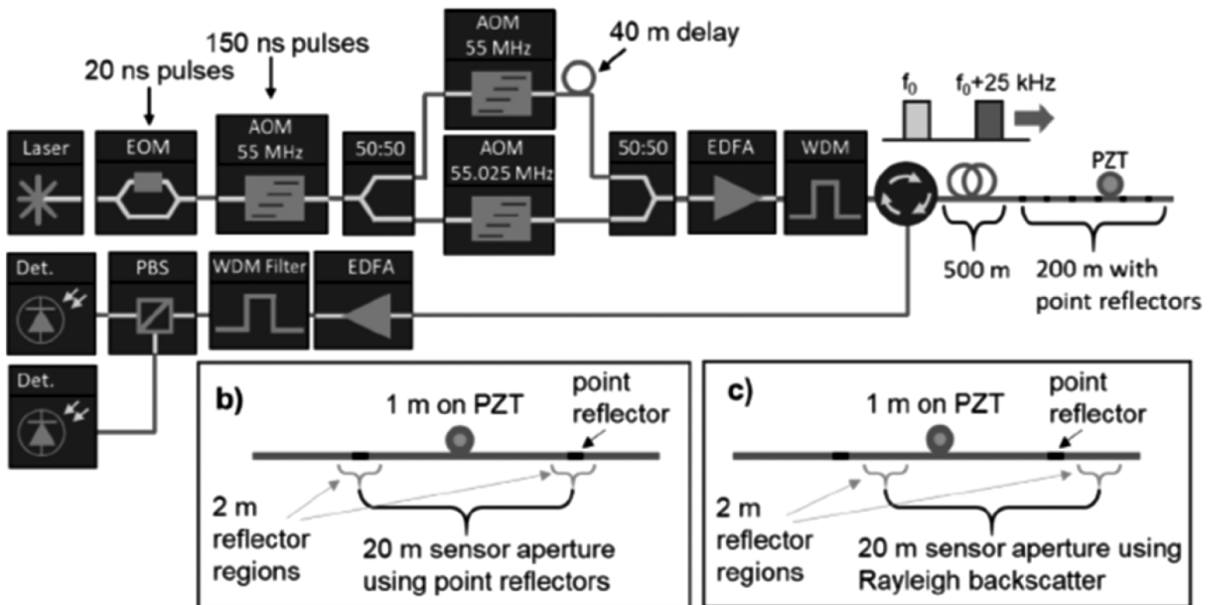 20 ns pulses
150 ns pulses
AOM
55 MHz
40 m delay
Laser
EOM
AOM
55 MHz
50:50
AOM
55.025 MHz
50:50
EDFA
WDM
f0
f0+25 kHz
PZT
500 m
200 m with
point reflectors
Det.
PBS
WDM Filter
EDFA
Det.
b)
1 m on PZT
point
reflector
2 m
reflector
regions
20 m sensor aperture
using point reflectors
c)
1 m on PZT
point
reflector
2 m
reflector
regions
20 m sensor aperture using
Rayleigh backscatter